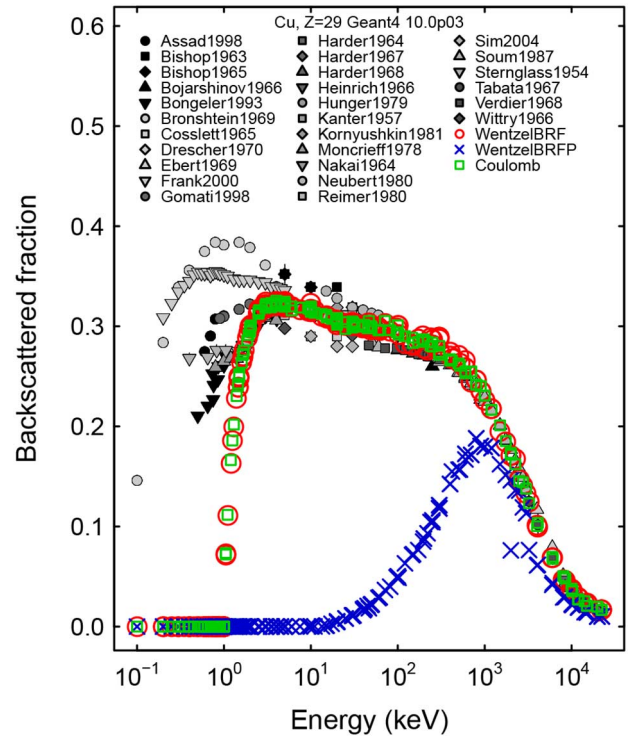 Cu, Z=29 Geant4 10.0p03
Assad1998
Bishop1963
Bishop1965
Bojarshinov1966
Bongeler1993
Bronshtein1969
Cosslett1965
Drescher1970
Ebert1969
Frank2000
Gomati1998
Harder1964
Harder1967
Harder1968
Heinrich1966
Hunger1979
Kanter1957
Kornyushkin1981
Moncrieff1978
Nakai1964
Neubert1980
Reimer1980
Sim2004
Soum1987
Sternglass1954
Tabata1967
Verdier1968
Wittry1966
WentzelBRF
WentzelBRFP
Coulomb
Backscattered fraction
0.6
0.5
0.4
0.3
0.2
0.1
0.0
10⁻¹ 10⁰ 10¹ 10² 10³ 10⁴
Energy (keV)